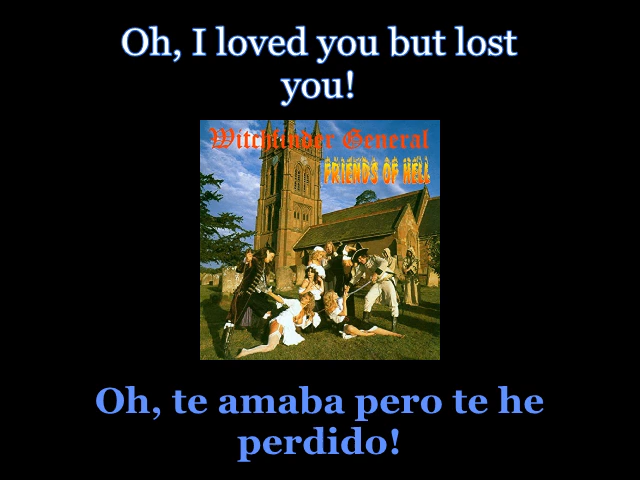 Oh, I loved you but lost
you!
Witchfinder General
FRIENDS OF HELL
Oh, te amaba pero te he
perdido!